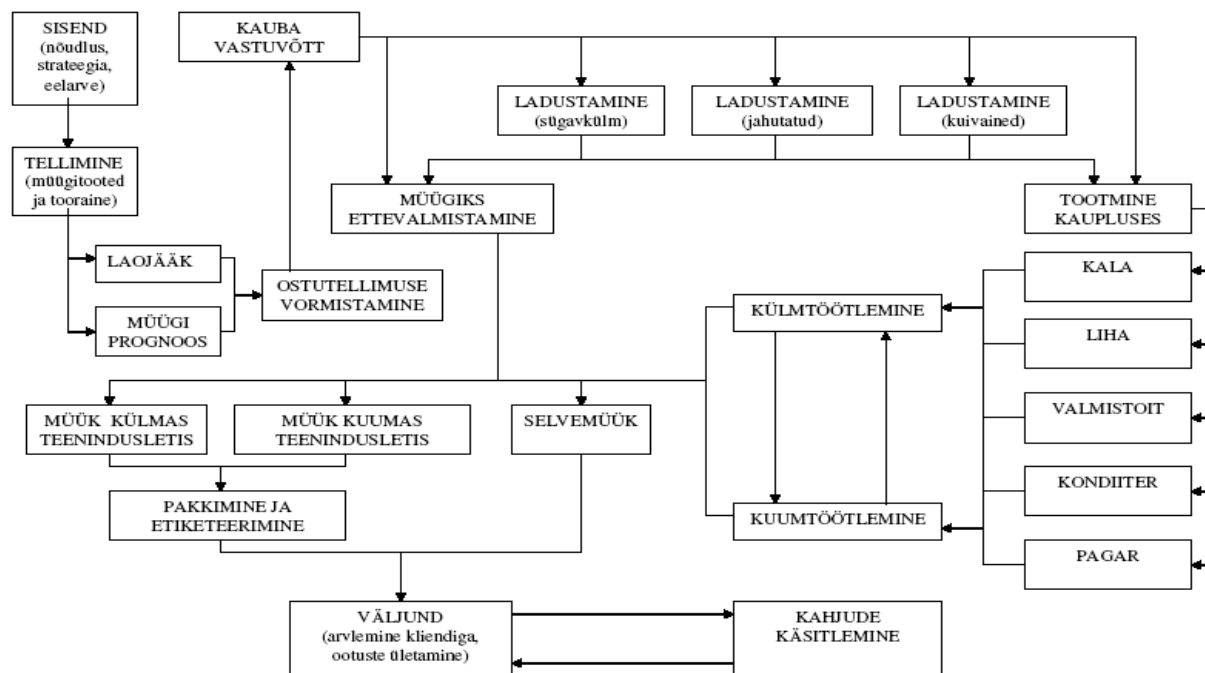 SISEND
(nõudlus,
strateegia,
eelarve)
KAUBA
VASTUVÕTT
LADUSTAMINE
(sügavkülm)
LADUSTAMINE
(jahutatud)
LADUSTAMINE
(kuivained)
TELLIMINE
(müügitooted
ja tooraine)
MÜÜGIKS
ETTEVALMISTAMINE
TOOTMINE
KAUPLUSES
LAOJÄÄK
OSTUTELLIMUSE
VORMISTAMINE
MÜÜGI
PROGNOOS
KÜLMTÖÖTLEMINE
KALA
LIHA
VALMISTOIT
KONDIITER
PAGAR
MÜÜK KÜLMAS
TEENINDUSLETIS
MÜÜK KUUMAS
TEENINDUSLETIS
SELVEMÜÜK
PAKKIMINE JA
ETIKETEERIMINE
KUUMTÖÖTLEMINE
VÄLJUND
(arvlemine kliendiga,
ootuste ületamine)
KAHJUDE
KÄSITLEMINE